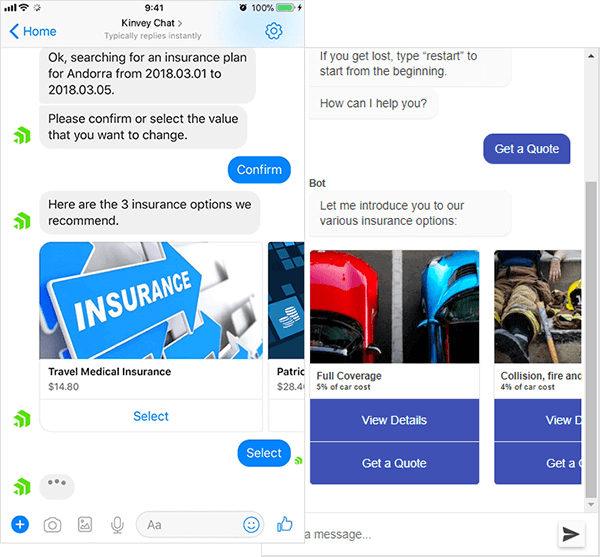 9:41
100%
Home
Kinvey Chat >
Typically replies instantly
Ok, searching for an insurance plan
for Andorra from 2018.03.01 to
2018.03.05.
Please confirm or select the value
that you want to change.
Confirm
Here are the 3 insurance options we
recommend.
INSURANCE
Travel Medical Insurance
$14.80
Select
Patric
$28.4
Select
Aa
If you get lost, type “restart” to
start from the beginning.
How can I help you?
Get a Quote
Bot
Let me introduce you to our
various insurance options:
Full Coverage
5% of car cost
View Details
Get a Quote
Collision, fire and
4% of car cost
View D
Get a
a message...